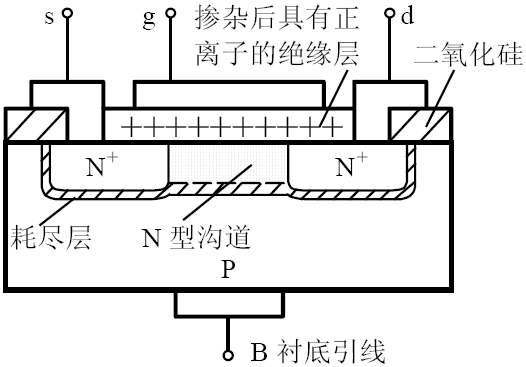 s
g
掺杂后具有正
离子的绝缘层
d
二氧化硅
+ + + + + + + + + +
N+
N+
耗尽层
N 型沟道
P
B 衬底引线